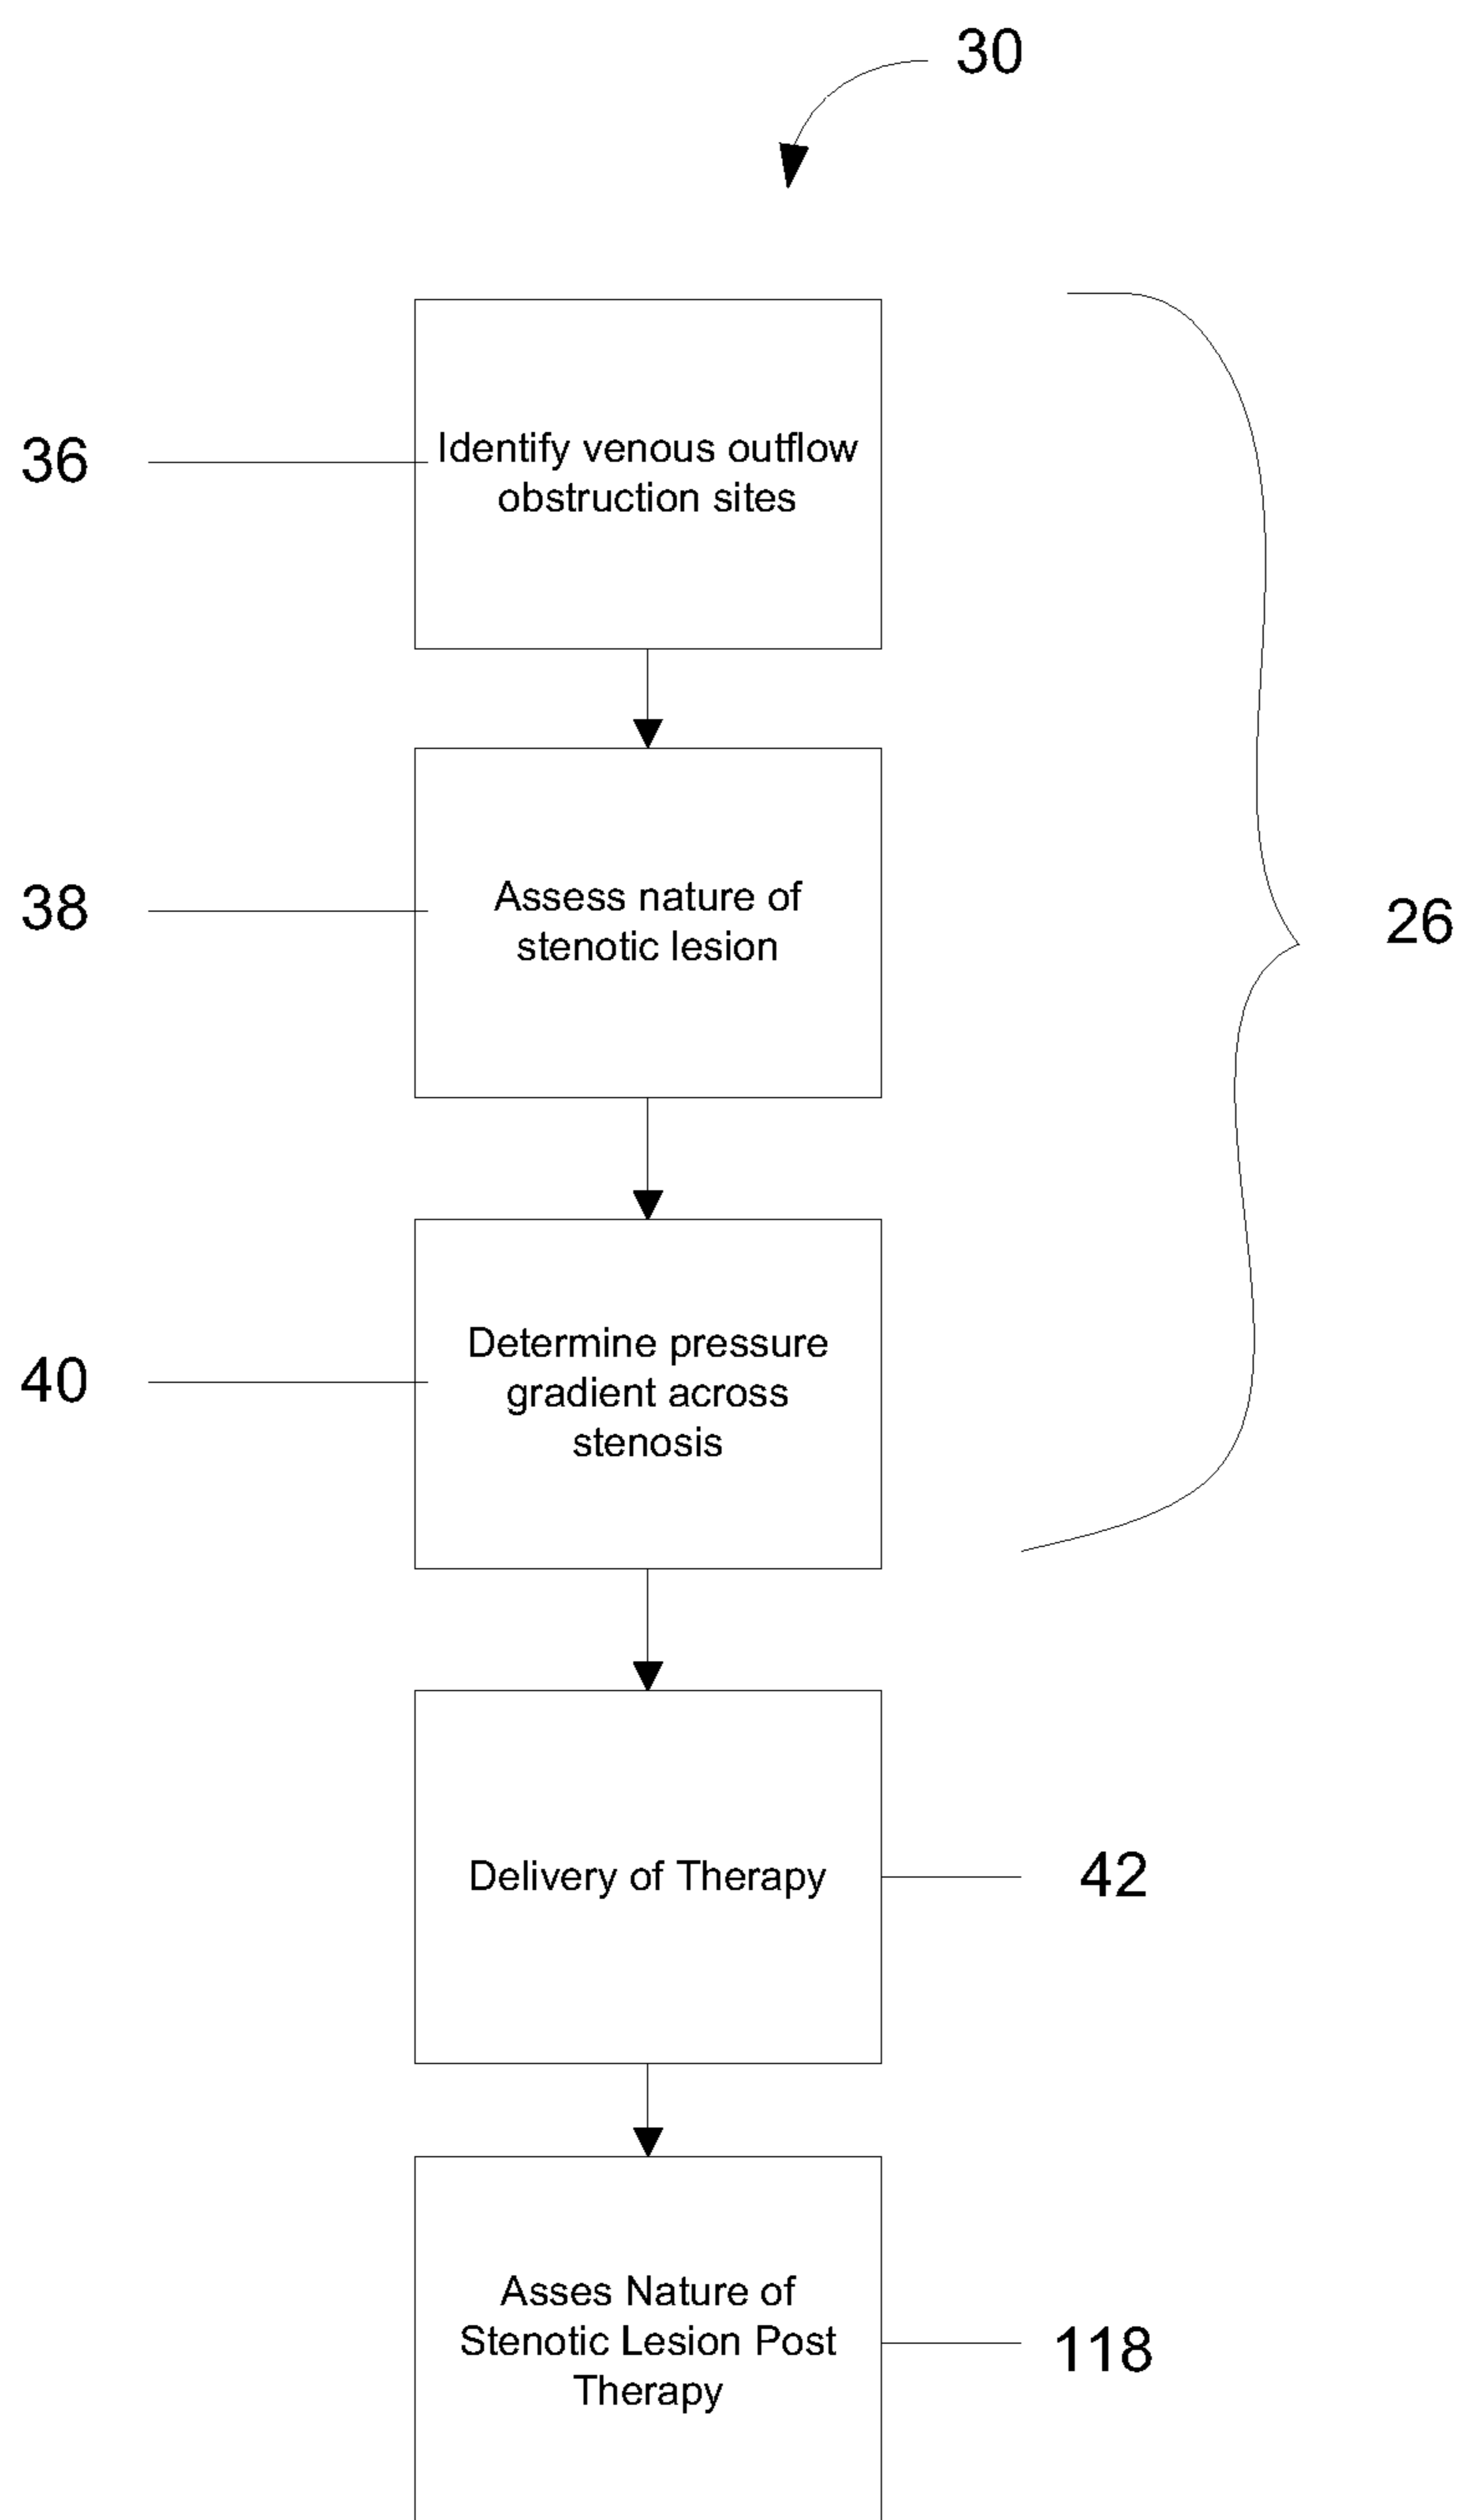 30
36
Identify venous outflow
obstruction sites
38
Assess nature of
stenotic lesion
26
40
Determine pressure
gradient across
stenosis
Delivery of Therapy
42
Asses Nature of
Stenotic Lesion Post
Therapy
118